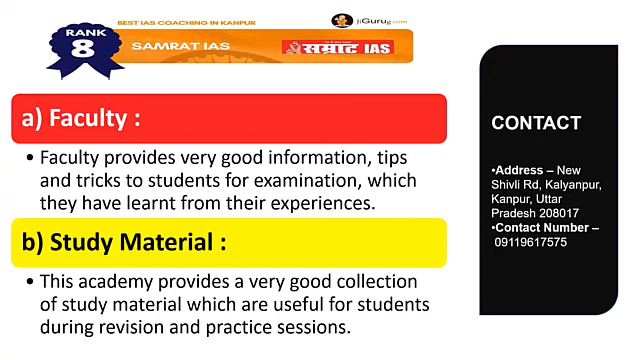 BEST IAS COACHING IN KANPUR
JiGurug.com
RANK
8
SAMRAT IAS
सम्राट IAS
a) Faculty :
• Faculty provides very good information, tips
and tricks to students for examination, which
they have learnt from their experiences.
b) Study Material :
• This academy provides a very good collection
of study material which are useful for students
during revision and practice sessions.
CONTACT
•Address – New
Shivli Rd, Kalyanpur,
Kanpur, Uttar
Pradesh 208017
•Contact Number –
09119617575